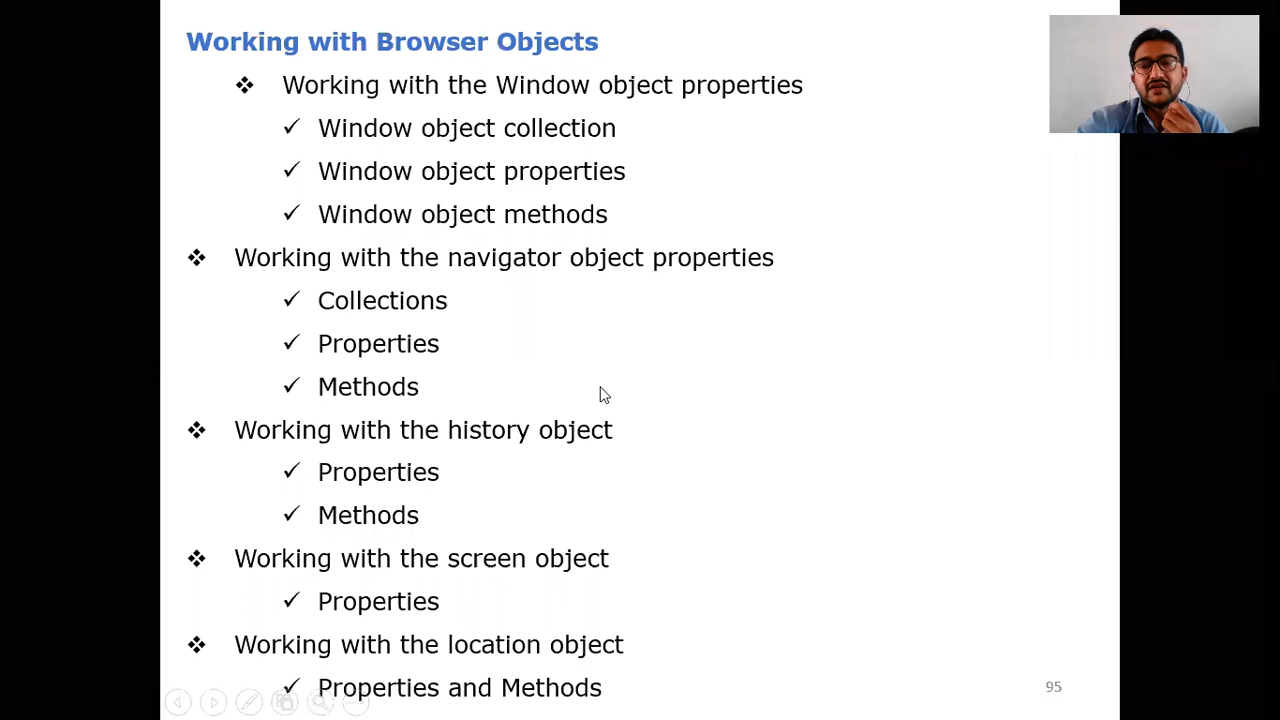 Working with Browser Objects
❖ Working with the Window object properties
✓ Window object collection
✓ Window object properties
✓ Window object methods
❖ Working with the navigator object properties
✓ Collections
✓ Properties
✓ Methods
❖ Working with the history object
✓ Properties
✓ Methods
❖ Working with the screen object
✓ Properties
❖ Working with the location object
✓ Properties and Methods
95